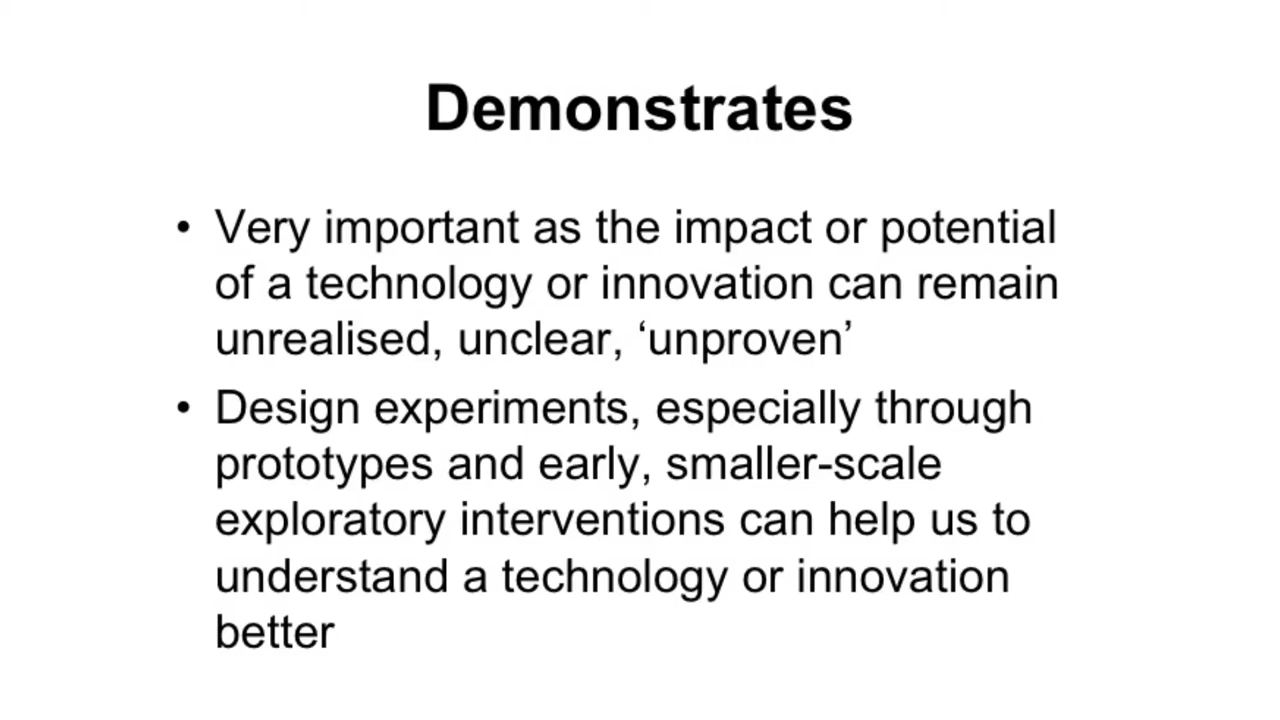 Demonstrates
• Very important as the impact or potential
of a technology or innovation can remain
unrealised, unclear, ‘unproven’
• Design experiments, especially through
prototypes and early, smaller-scale
exploratory interventions can help us to
understand a technology or innovation
better